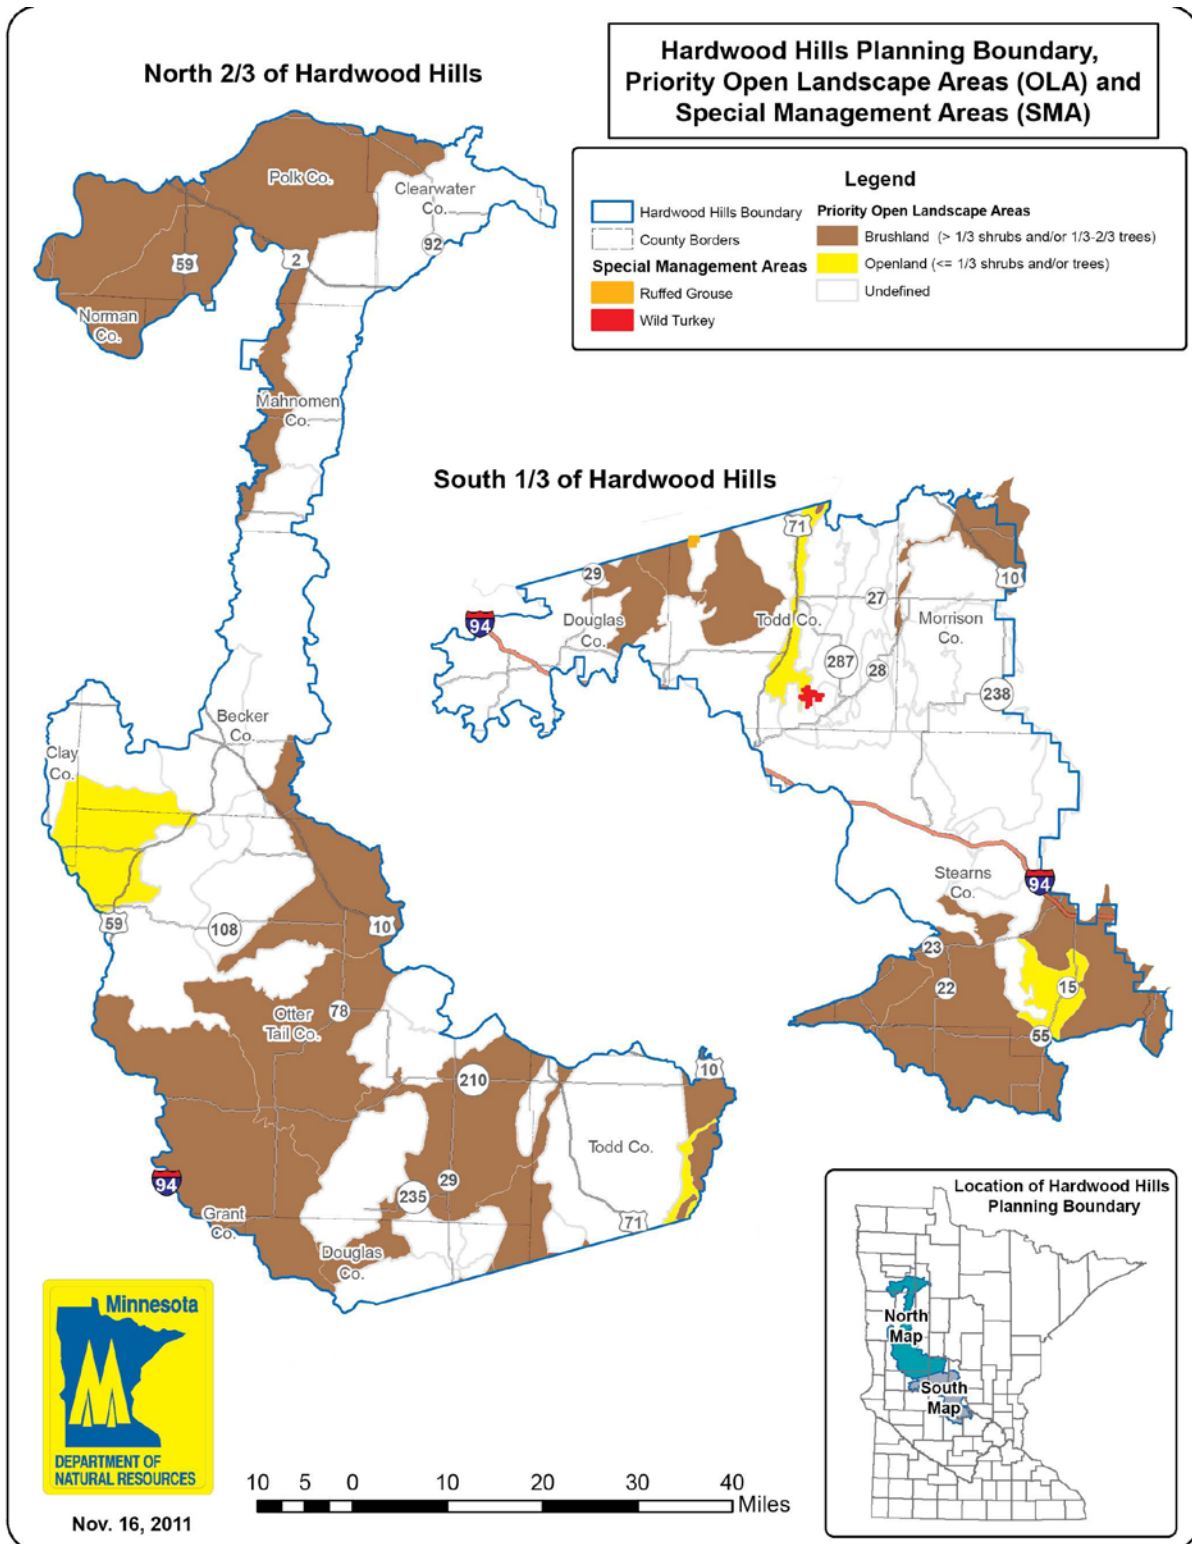 Hardwood Hills Planning Boundary,
Priority Open Landscape Areas (OLA) and
Special Management Areas (SMA)
North 2/3 of Hardwood Hills
Legend
Hardwood Hills Boundary
County Borders
Special Management Areas
Ruffed Grouse
Wild Turkey
Priority Open Landscape Areas
Brushland (> 1/3 shrubs and/or 1/3-2/3 trees)
Openland (<= 1/3 shrubs and/or trees)
Undefined
Polk Co.
Clearwater
Co.
92
59
2
Norman
Co.
Mahnomen
Co.
Becker
Co.
Clay
Co.
59
108
10
Otter
Tail Co.
78
210
10
Todd Co.
94
29
235
71
Grant
Co.
Douglas
Co.
South 1/3 of Hardwood Hills
71
29
10
27
94
Douglas
Co.
Todd Co.
Morrison
Co.
287
28
238
Stearns
Co.
94
23
22
15
55
Location of Hardwood Hills
Planning Boundary
North
Map
South
Map
Minnesota
DEPARTMENT OF
NATURAL RESOURCES
Nov. 16, 2011
10 5 0 10 20 30 40
Miles